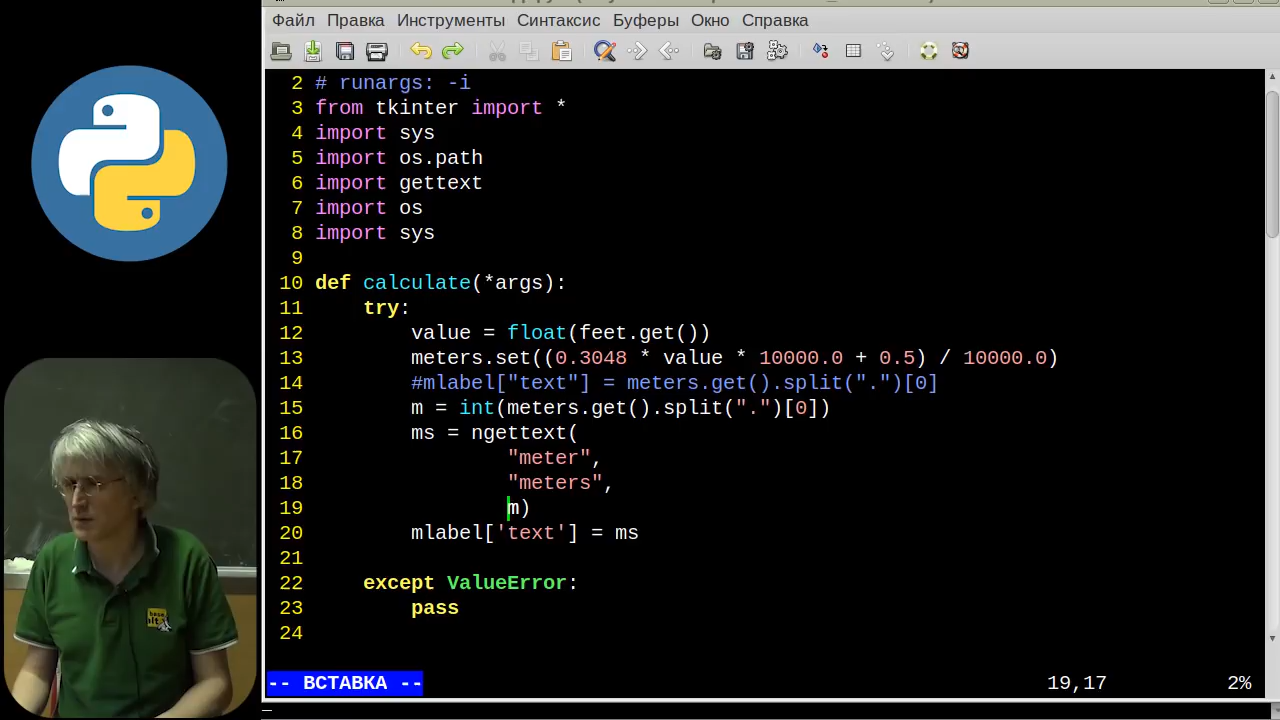 Файл Правка Инструменты Синтаксис Буферы Окно Справка
2 # runargs: -i
3 from tkinter import *
4 import sys
5 import os.path
6 import gettext
7 import os
8 import sys
9
10 def calculate(*args):
11 try:
12 value = float(feet.get())
13 meters.set((0.3048 * value * 10000.0 + 0.5) / 10000.0)
14 #mlabel["text"] = meters.get().split(".")[0]
15 m = int(meters.get().split(".")[0])
16 ms = ngettext(
17 "meter",
18 "meters",
19 m)
20 mlabel['text'] = ms
21
22 except ValueError:
23 pass
24
-- ВСТАВКА -- 19,17 2%